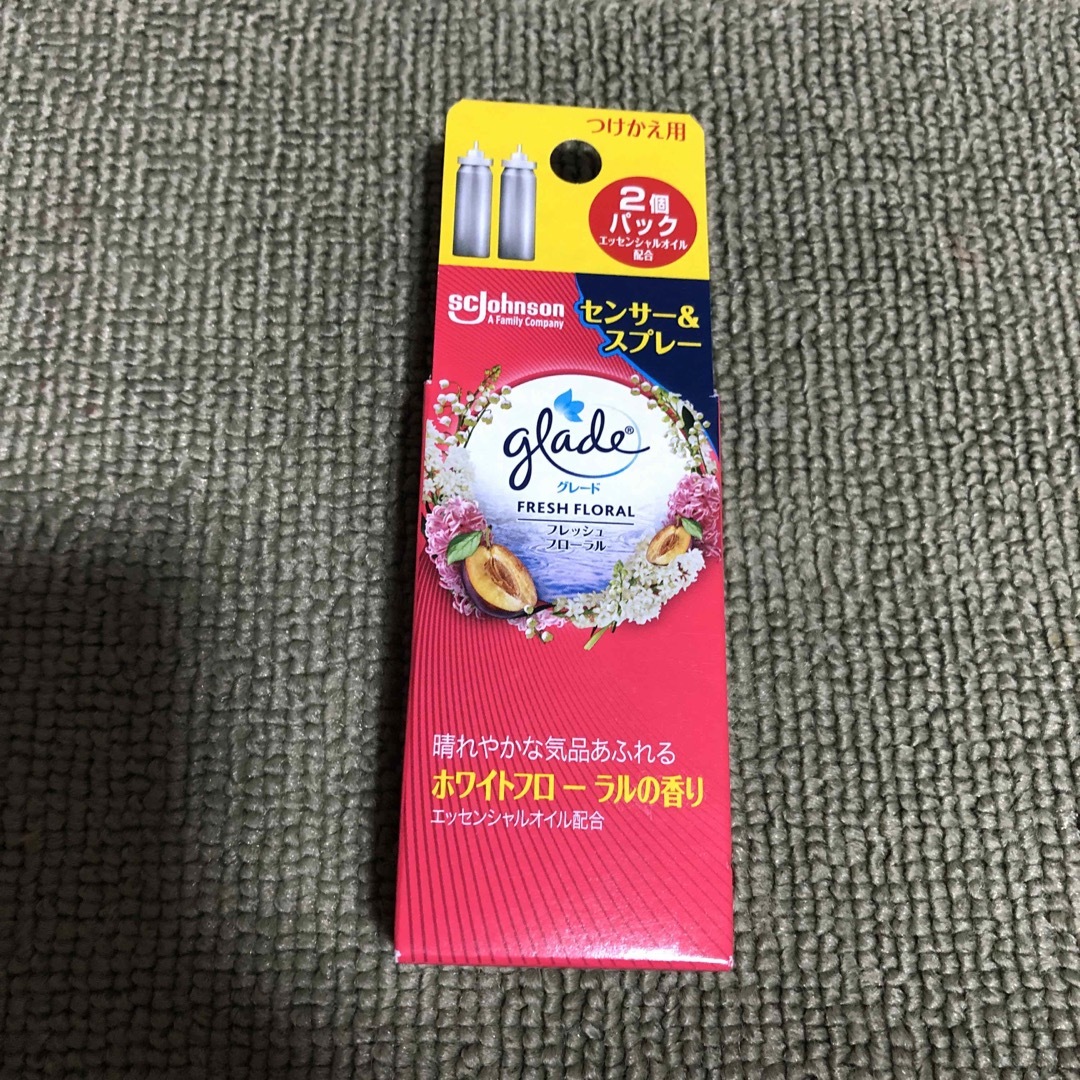 つけかえ用
2個
パック
エッセンシャルオイル
配合
scJohnson
A Family Company
センサー&
スプレー
glade®
グレード
FRESH FLORAL
フレッシュ
フローラル
晴れやかな気品あふれる
ホワイトフローラルの香り
エッセンシャルオイル配合